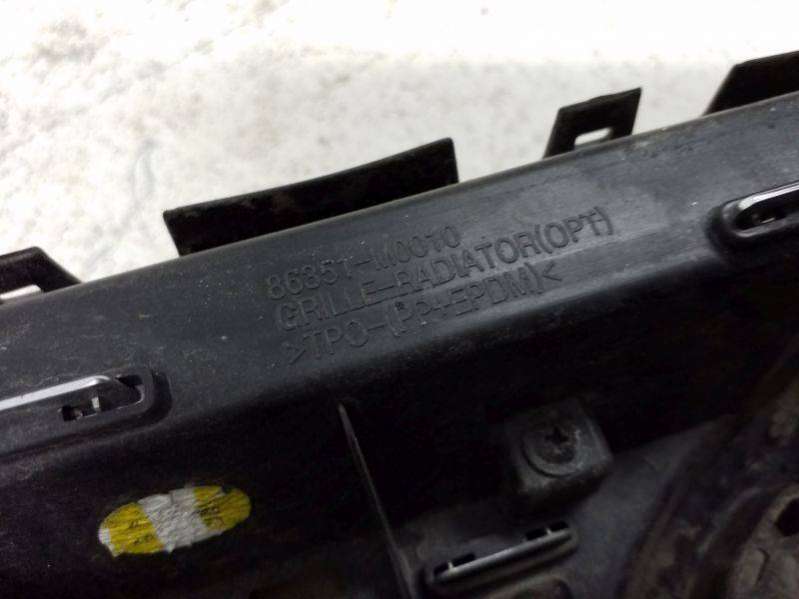 86351-M0010
GRILLE-RADIATOR(OPT)
>TPO-(PP+EPDM)<